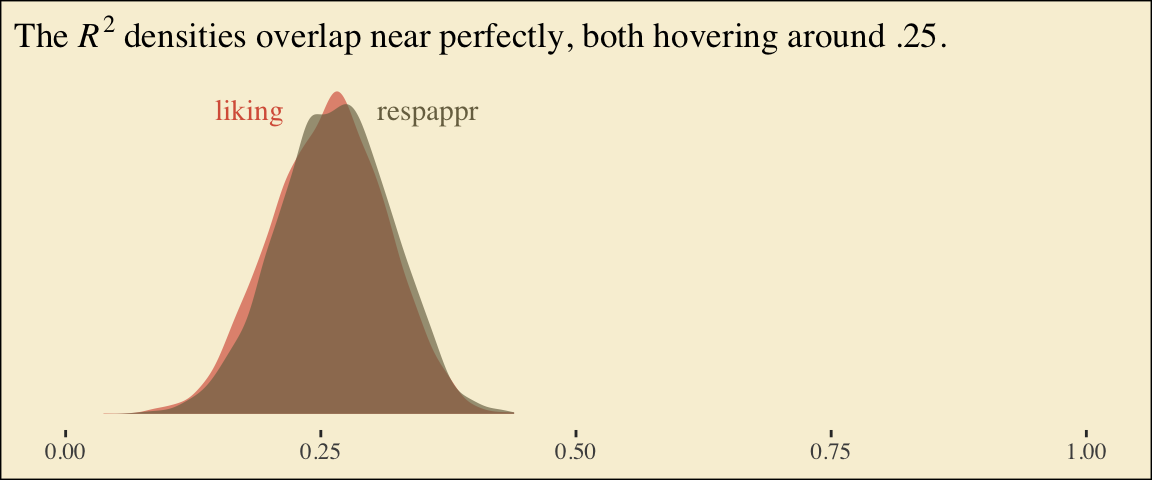 The R² densities overlap near perfectly, both hovering around .25.
liking respappr
0.00 0.25 0.50 0.75 1.00